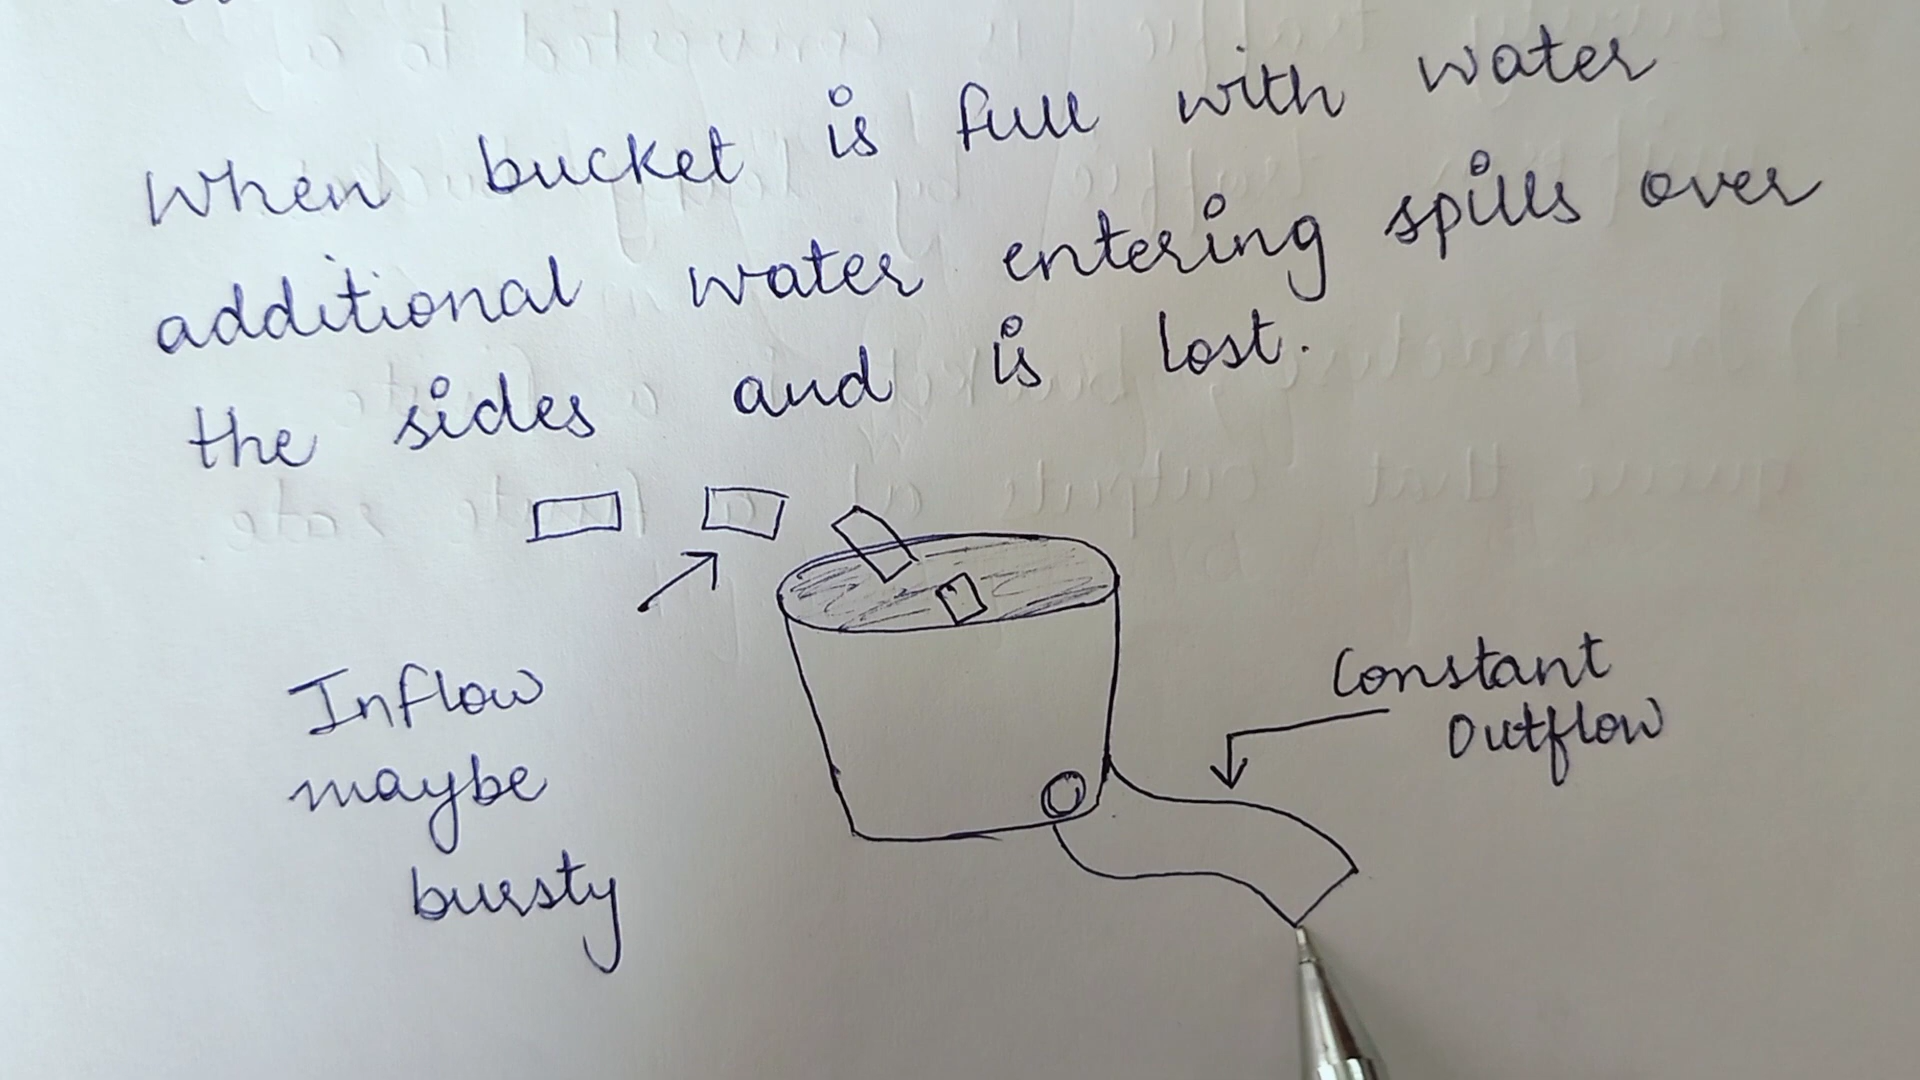 When bucket is full with water
additional water entering spills over
the sides and is lost.
Inflow
maybe
bursty
Constant
Outflow